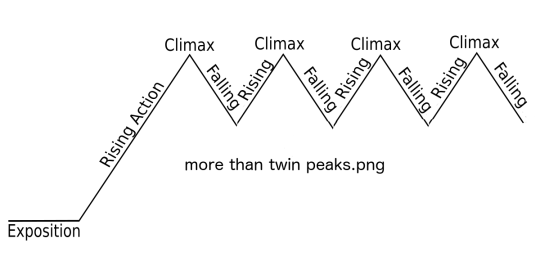 Climax
Climax
Climax
Climax
Rising Action
Falling
Rising
Falling
Rising
Falling
Rising
Falling
more than twin peaks.png
Exposition